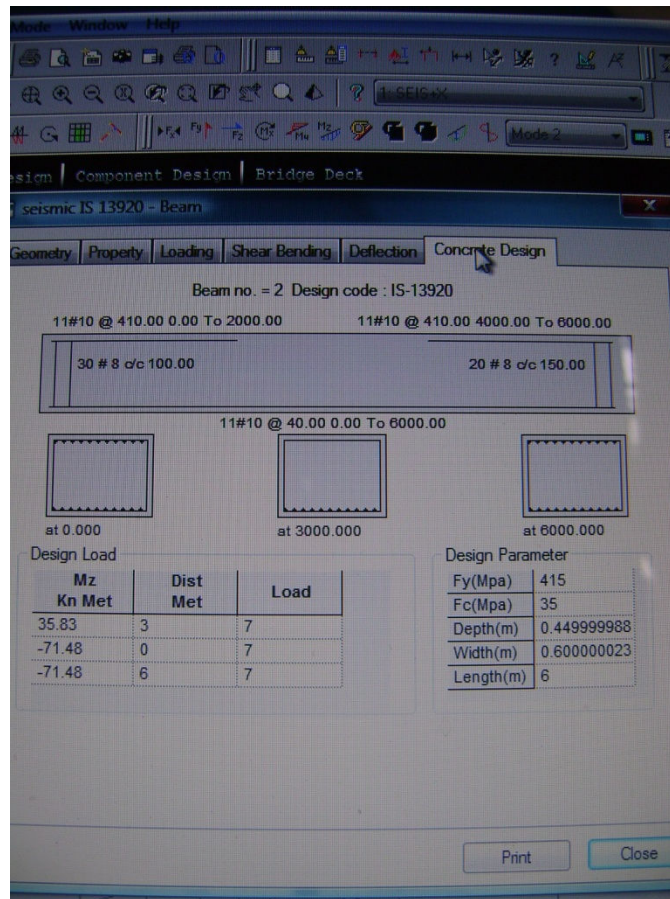 Mode Window Help
1: SEIS+X
Mode 2
esign | Component Design | Bridge Deck
seismic IS 13920 - Beam
Geometry Property Loading Shear Bending Deflection Concrete Design
Beam no. = 2 Design code : IS-13920
11#10 @ 410.00 0.00 To 2000.00 11#10 @ 410.00 4000.00 To 6000.00
30 # 8 c/c 100.00 20 # 8 c/c 150.00
11#10 @ 40.00 0.00 To 6000.00
at 0.000 at 3000.000 at 6000.000
Design Load
Mz Dist Load
Kn Met Met
35.83 3 7
-71.48 0 7
-71.48 6 7
Design Parameter
Fy(Mpa) 415
Fc(Mpa) 35
Depth(m) 0.449999988
Width(m) 0.600000023
Length(m) 6
Print Close